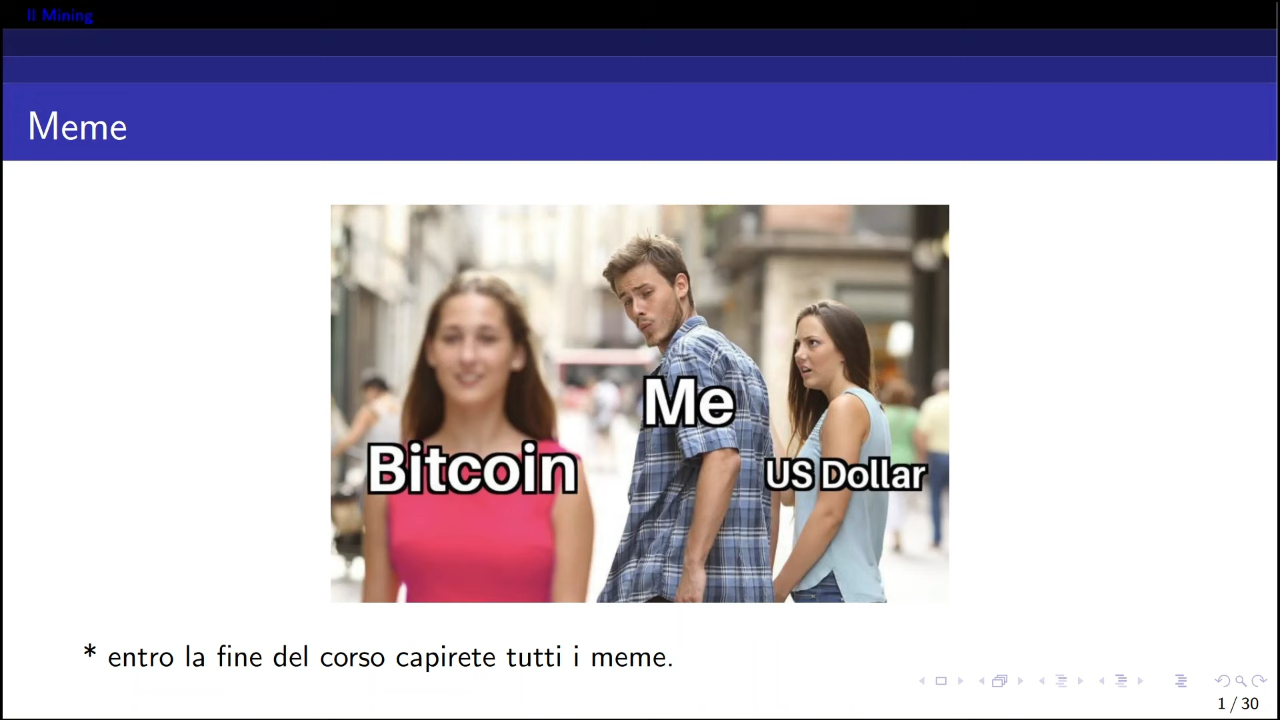 Il Mining
Meme
Me
Bitcoin
US Dollar
* entro la fine del corso capirete tutti i meme.
1 / 30